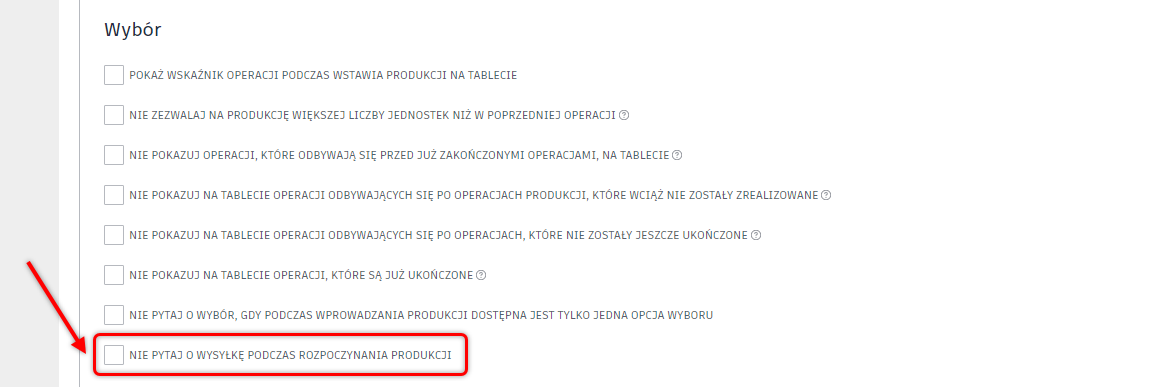 Wybór
POKAŻ WSKAŹNIK OPERACJI PODCZAS WSTAWIA PRODUKCJI NA TABLECIE
NIE ZEZWALAJ NA PRODUKCJĘ WIĘKSZEJ LICZBY JEDNOSTEK NIŻ W POPRZEDNIEJ OPERACJI ?
NIE POKAZUJ OPERACJI, KTÓRE ODBYWAJĄ SIĘ PRZED JUŻ ZAKOŃCZONYMI OPERACJAMI, NA TABLECIE ?
NIE POKAZUJ NA TABLECIE OPERACJI ODBYWAJĄCYCH SIĘ PO OPERACJACH PRODUKCJI, KTÓRE WCIĄŻ NIE ZOSTAŁY ZREALIZOWANE ?
NIE POKAZUJ NA TABLECIE OPERACJI ODBYWAJĄCYCH SIĘ PO OPERACJACH, KTÓRE NIE ZOSTAŁY JESZCZE UKOŃCZONE ?
NIE POKAZUJ NA TABLECIE OPERACJI, KTÓRE SĄ JUŻ UKOŃCZONE ?
NIE PYTAJ O WYBÓR, GDY PODCZAS WPROWADZANIA PRODUKCJI DOSTĘPNA JEST TYLKO JEDNA OPCJA WYBORU
NIE PYTAJ O WYSYŁKĘ PODCZAS ROZPOCZYNANIA PRODUKCJI